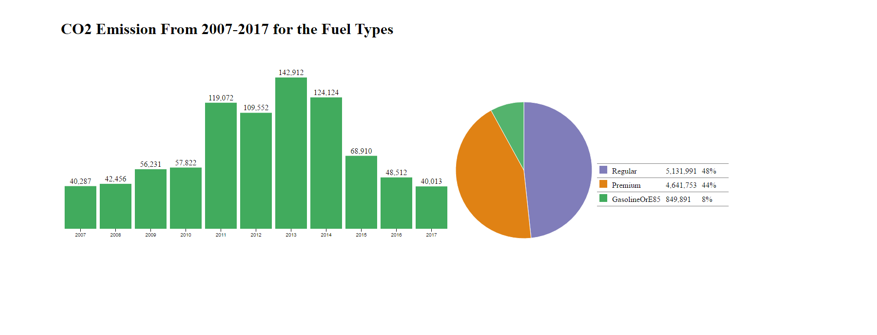 CO2 Emission From 2007-2017 for the Fuel Types
142,912
124,124
119,072
109,552
68,910
56,231
57,822
48,512
40,287
42,456
40,013
Regular 5,131,991 48%
Premium 4,641,753 44%
GasolineOrE85 849,891 8%
2007 2008 2009 2010 2011 2012 2013 2014 2015 2016 2017